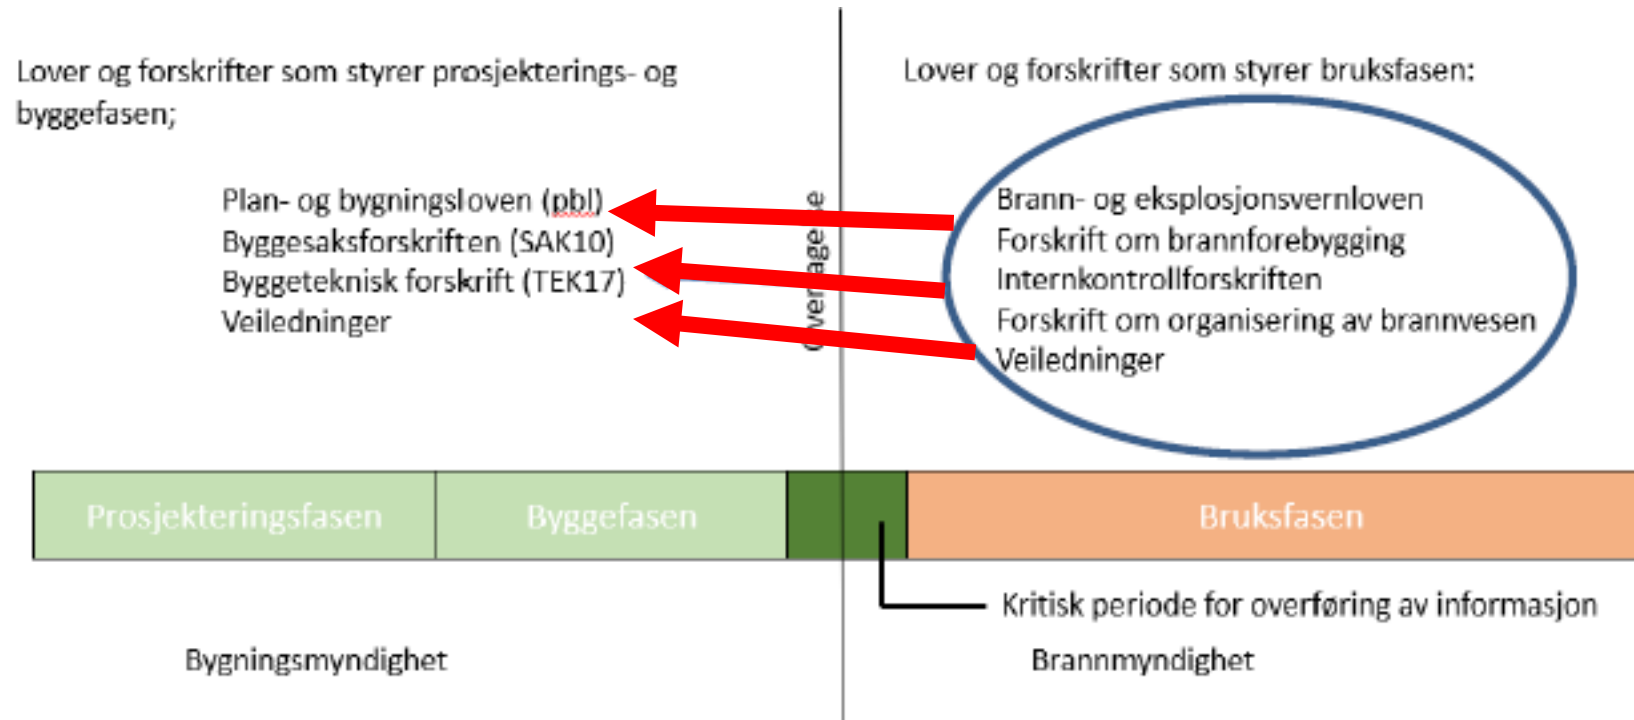 Lover og forskrifter som styrer prosjekterings- og
byggefasen;
Plan- og bygningsloven (pbl)
Byggesaksforskriften (SAK10)
Byggeteknisk forskrift (TEK17)
Veiledninger
Lover og forskrifter som styrer bruksfasen:
Brann- og eksplosjonsvernloven
Forskrift om brannforebygging
Internkontrollforskriften
Forskrift om organisering av brannvesen
Veiledninger
Prosjekteringsfasen
Byggefasen
Bruksfasen
Kritisk periode for overføring av informasjon
Bygningsmyndighet
Brannmyndighet